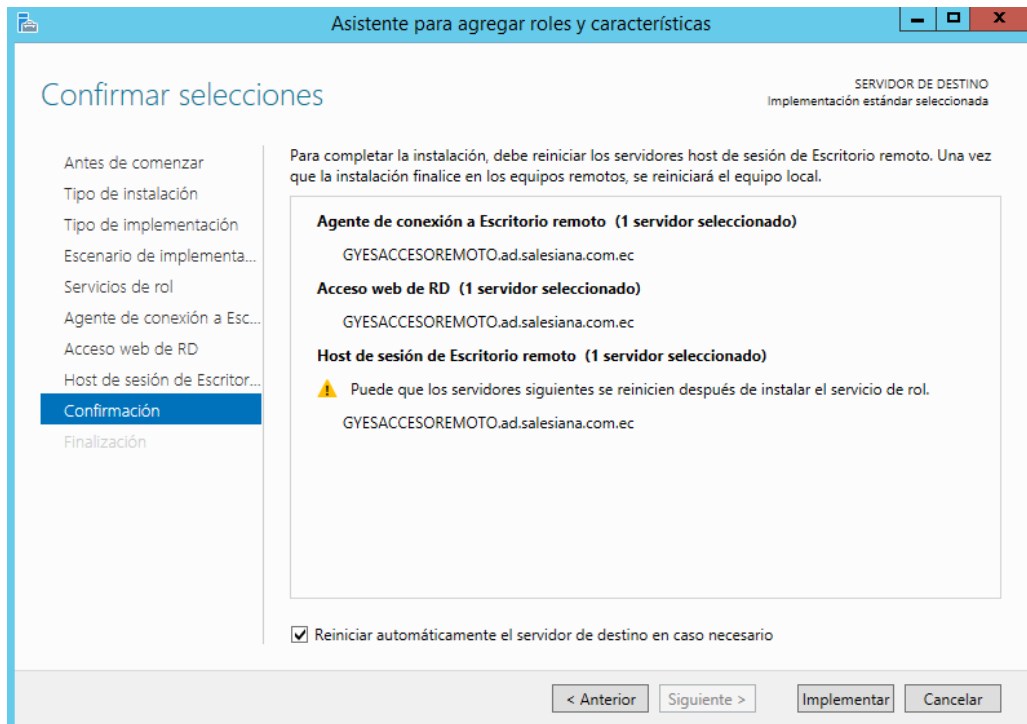 Asistente para agregar roles y características
Confirmar selecciones
SERVIDOR DE DESTINO
Implementación estándar seleccionada
Antes de comenzar
Tipo de instalación
Tipo de implementación
Escenario de implementa...
Servicios de rol
Agente de conexión a Esc...
Acceso web de RD
Host de sesión de Escritor...
Confirmación
Finalización
Para completar la instalación, debe reiniciar los servidores host de sesión de Escritorio remoto. Una vez
que la instalación finalice en los equipos remotos, se reiniciará el equipo local.
Agente de conexión a Escritorio remoto (1 servidor seleccionado)
GYESACCESOREMOTO.ad.salesiana.com.ec
Acceso web de RD (1 servidor seleccionado)
GYESACCESOREMOTO.ad.salesiana.com.ec
Host de sesión de Escritorio remoto (1 servidor seleccionado)
Puede que los servidores siguientes se reinicien después de instalar el servicio de rol.
GYESACCESOREMOTO.ad.salesiana.com.ec
Reiniciar automáticamente el servidor de destino en caso necesario
< Anterior
Siguiente >
Implementar
Cancelar